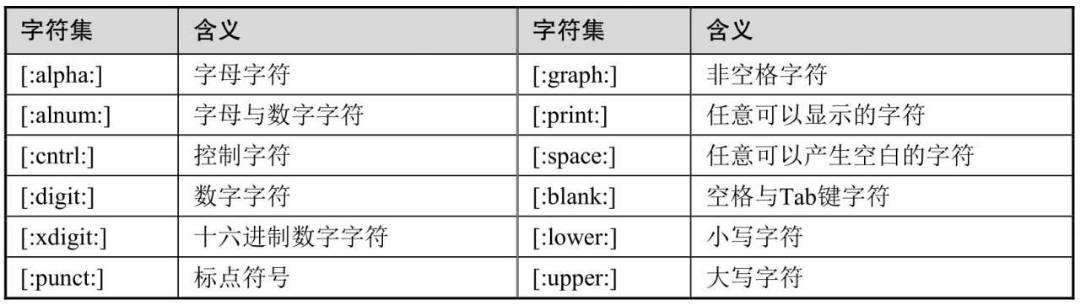 字符集 含义 字符集 含义
[:alpha:] 字母字符 [:graph:] 非空格字符
[:alnum:] 字母与数字字符 [:print:] 任意可以显示的字符
[:cntrl:] 控制字符 [:space:] 任意可以产生空白的字符
[:digit:] 数字字符 [:blank:] 空格与Tab键字符
[:xdigit:] 十六进制数字字符 [:lower:] 小写字符
[:punct:] 标点符号 [:upper:] 大写字符